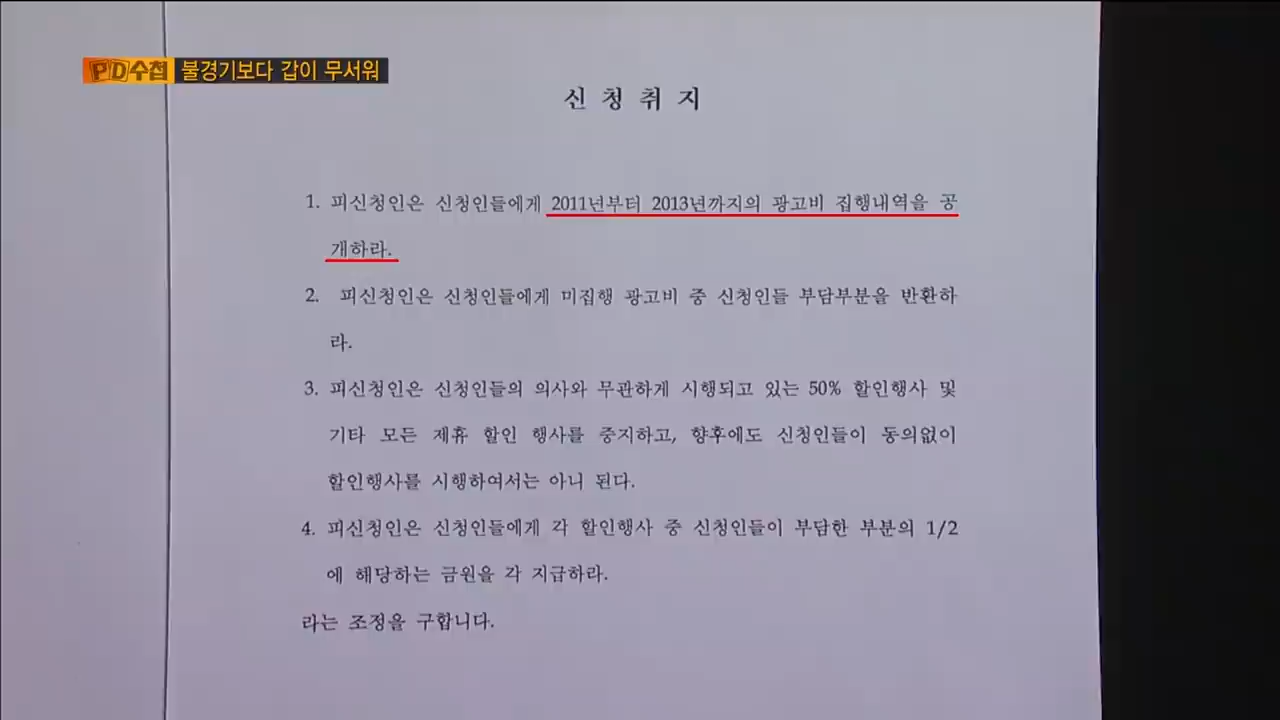 PD수첩 불경기보다 갑이 무서워
신 청 취 지
1. 피신청인은 신청인들에게 2011년부터 2013년까지의 광고비 집행내역을 공
개하라.
2. 피신청인은 신청인들에게 미집행 광고비 중 신청인들 부담부분을 반환하
라.
3. 피신청인은 신청인들의 의사와 무관하게 시행되고 있는 50% 할인행사 및
기타 모든 제휴 할인 행사를 중지하고, 향후에도 신청인들이 동의없이
할인행사를 시행하여서는 아니 된다.
4. 피신청인은 신청인들에게 각 할인행사 중 신청인들이 부담한 부분의 1/2
에 해당하는 금원을 각 지급하라.
라는 조정을 구합니다.